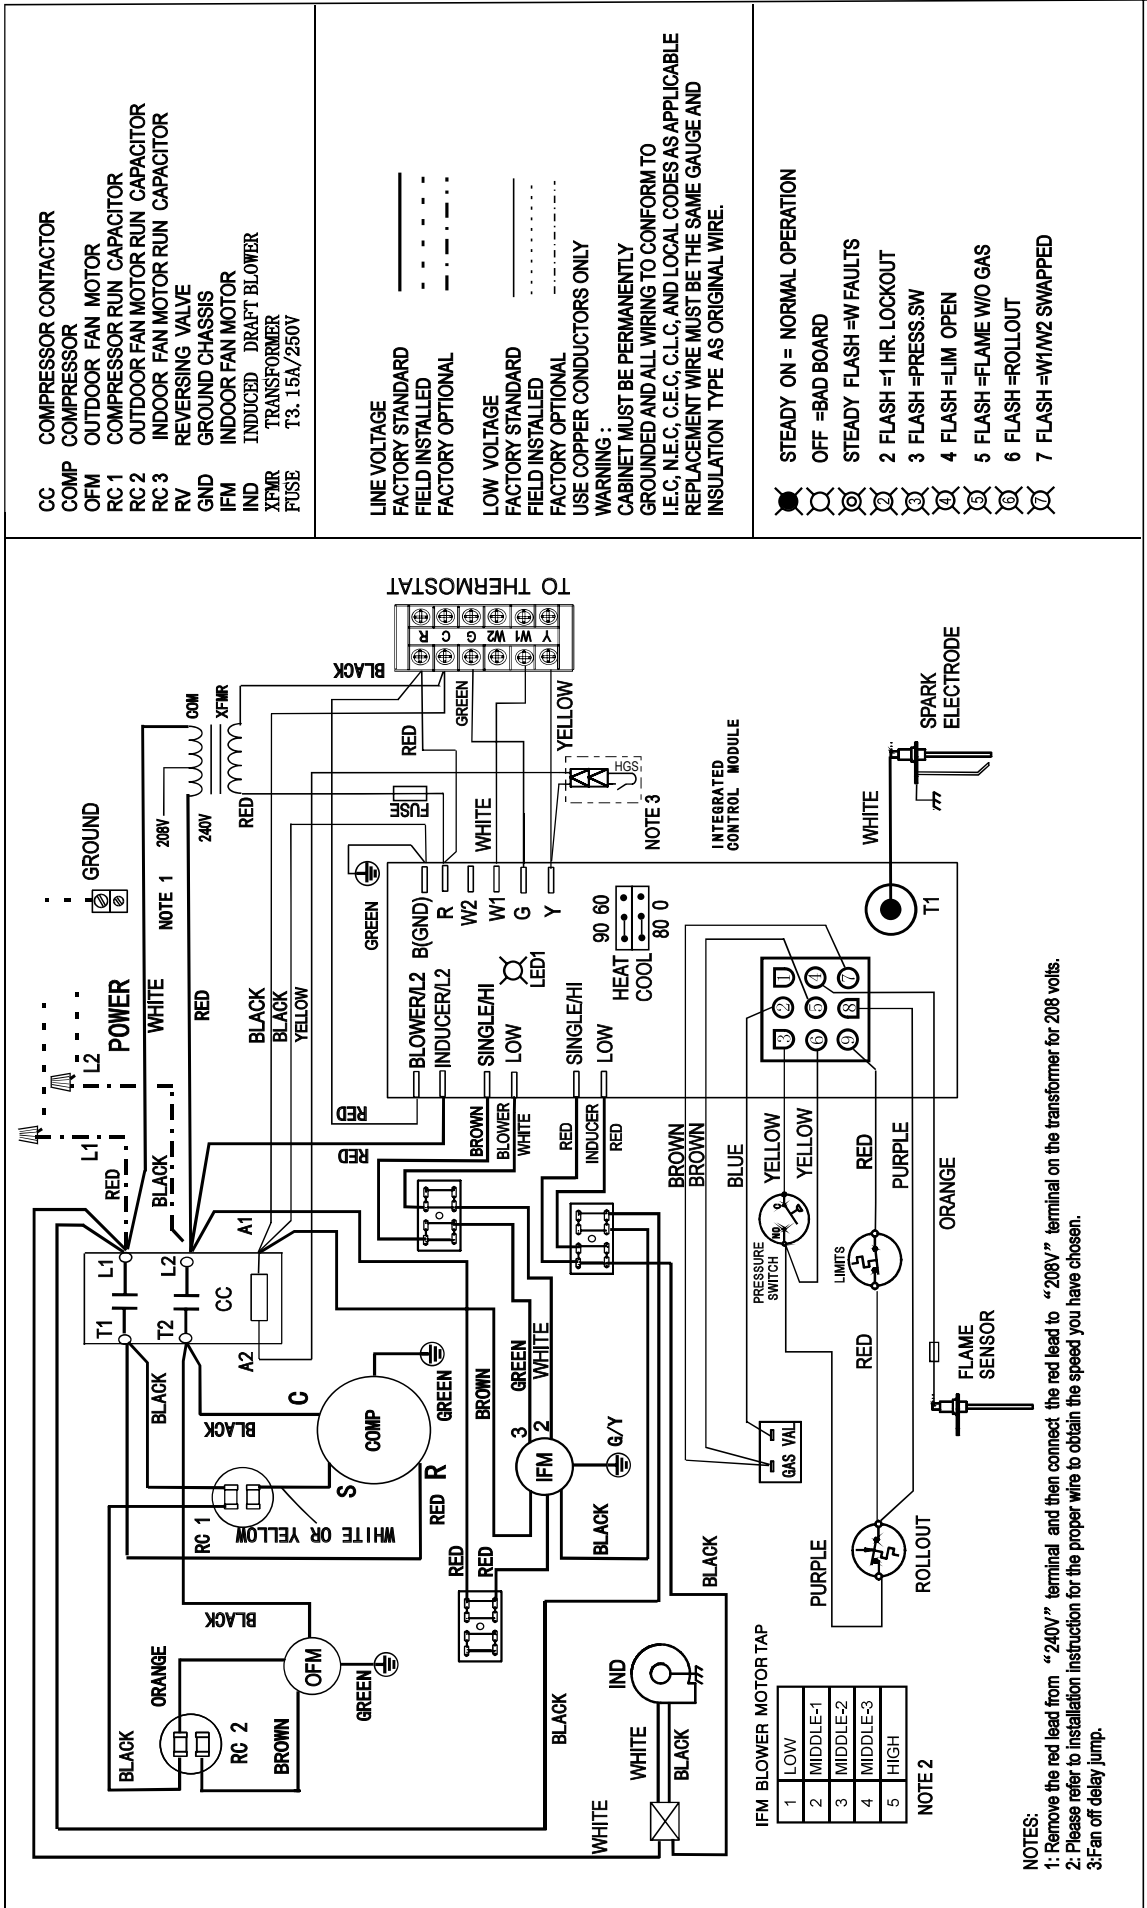 CC COMPRESSOR CONTACTOR
COMP COMPRESSOR
OFM OUTDOOR FAN MOTOR
RC 1 COMPRESSOR RUN CAPACITOR
RC 2 OUTDOOR FAN MOTOR RUN CAPACITOR
RC 3 INDOOR FAN MOTOR RUN CAPACITOR
RV REVERSING VALVE
GND GROUND CHASSIS
IFM INDOOR FAN MOTOR
IND INDUCED DRAFT BLOWER
XFMR TRANSFORMER
FUSE T3. 15A/250V
LINE VOLTAGE
FACTORY STANDARD
FIELD INSTALLED
FACTORY OPTIONAL
LOW VOLTAGE
FACTORY STANDARD
FIELD INSTALLED
FACTORY OPTIONAL
USE COPPER CONDUCTORS ONLY
WARNING :
CABINET MUST BE PERMANENTLY
GROUNDED AND ALL WIRING TO CONFORM TO
I.E.C, N.E.C, C.E.C, C.L.C, AND LOCAL CODES AS APPLICABLE
REPLACEMENT WIRE MUST BE THE SAME GAUGE AND
INSULATION TYPE AS ORIGINAL WIRE.
STEADY ON = NORMAL OPERATION
OFF =BAD BOARD
STEADY FLASH =W FAULTS
2 2 FLASH =1 HR. LOCKOUT
3 3 FLASH =PRESS.SW
4 4 FLASH =LIM OPEN
5 5 FLASH =FLAME W/O GAS
6 6 FLASH =ROLLOUT
7 7 FLASH =W1/W2 SWAPPED
L1
L2
POWER
GROUND
RED
BLACK
WHITE
RED
NOTE 1
208V
240V
COM
XFMR
RED
BLACK
TO THERMOSTAT
R
C
G
W2
W1
Y
RED
GREEN
YELLOW
FUSE
WHITE
HGS
NOTE 3
BLACK
BLACK
YELLOW
L1
L2
T1
T2
CC
A1
A2
RED
RED
GREEN
BLOWER/L2
INDUCER/L2
SINGLE/HI
LOW
SINGLE/HI
LOW
B(GND)
R
W2
W1
G
Y
LED1
HEAT
COOL
90 60
80 0
INTEGRATED
CONTROL MODULE
BROWN
BLOWER
WHITE
RED
INDUCER
RED
BLACK
BLACK
C
S
R
COMP
GREEN
RC 1
WHITE OR YELLOW
RED
BROWN
GREEN
WHITE
3
2
IFM
G/Y
BLACK
RED
RED
BLACK
ORANGE
OFM
GREEN
BLACK
RC 2
BROWN
BLACK
BLACK
IND
WHITE
BLACK
WHITE
1
2
3
4
5
6
7
8
9
T1
WHITE
SPARK
ELECTRODE
BROWN
BROWN
BLUE
YELLOW
YELLOW
RED
PURPLE
ORANGE
C
NO
PRESSURE
SWITCH
LIMITS
RED
FLAME
SENSOR
GAS VAL
PURPLE
ROLLOUT
IFM BLOWER MOTOR TAP
1 LOW
2 MIDDLE-1
3 MIDDLE-2
4 MIDDLE-3
5 HIGH
NOTE 2
NOTES:
1: Remove the red lead from “240V” terminal and then connect the red lead to “208V” terminal on the transformer for 208 volts.
2: Please refer to installation instruction for the proper wire to obtain the speed you have chosen.
3:Fan off delay jump.